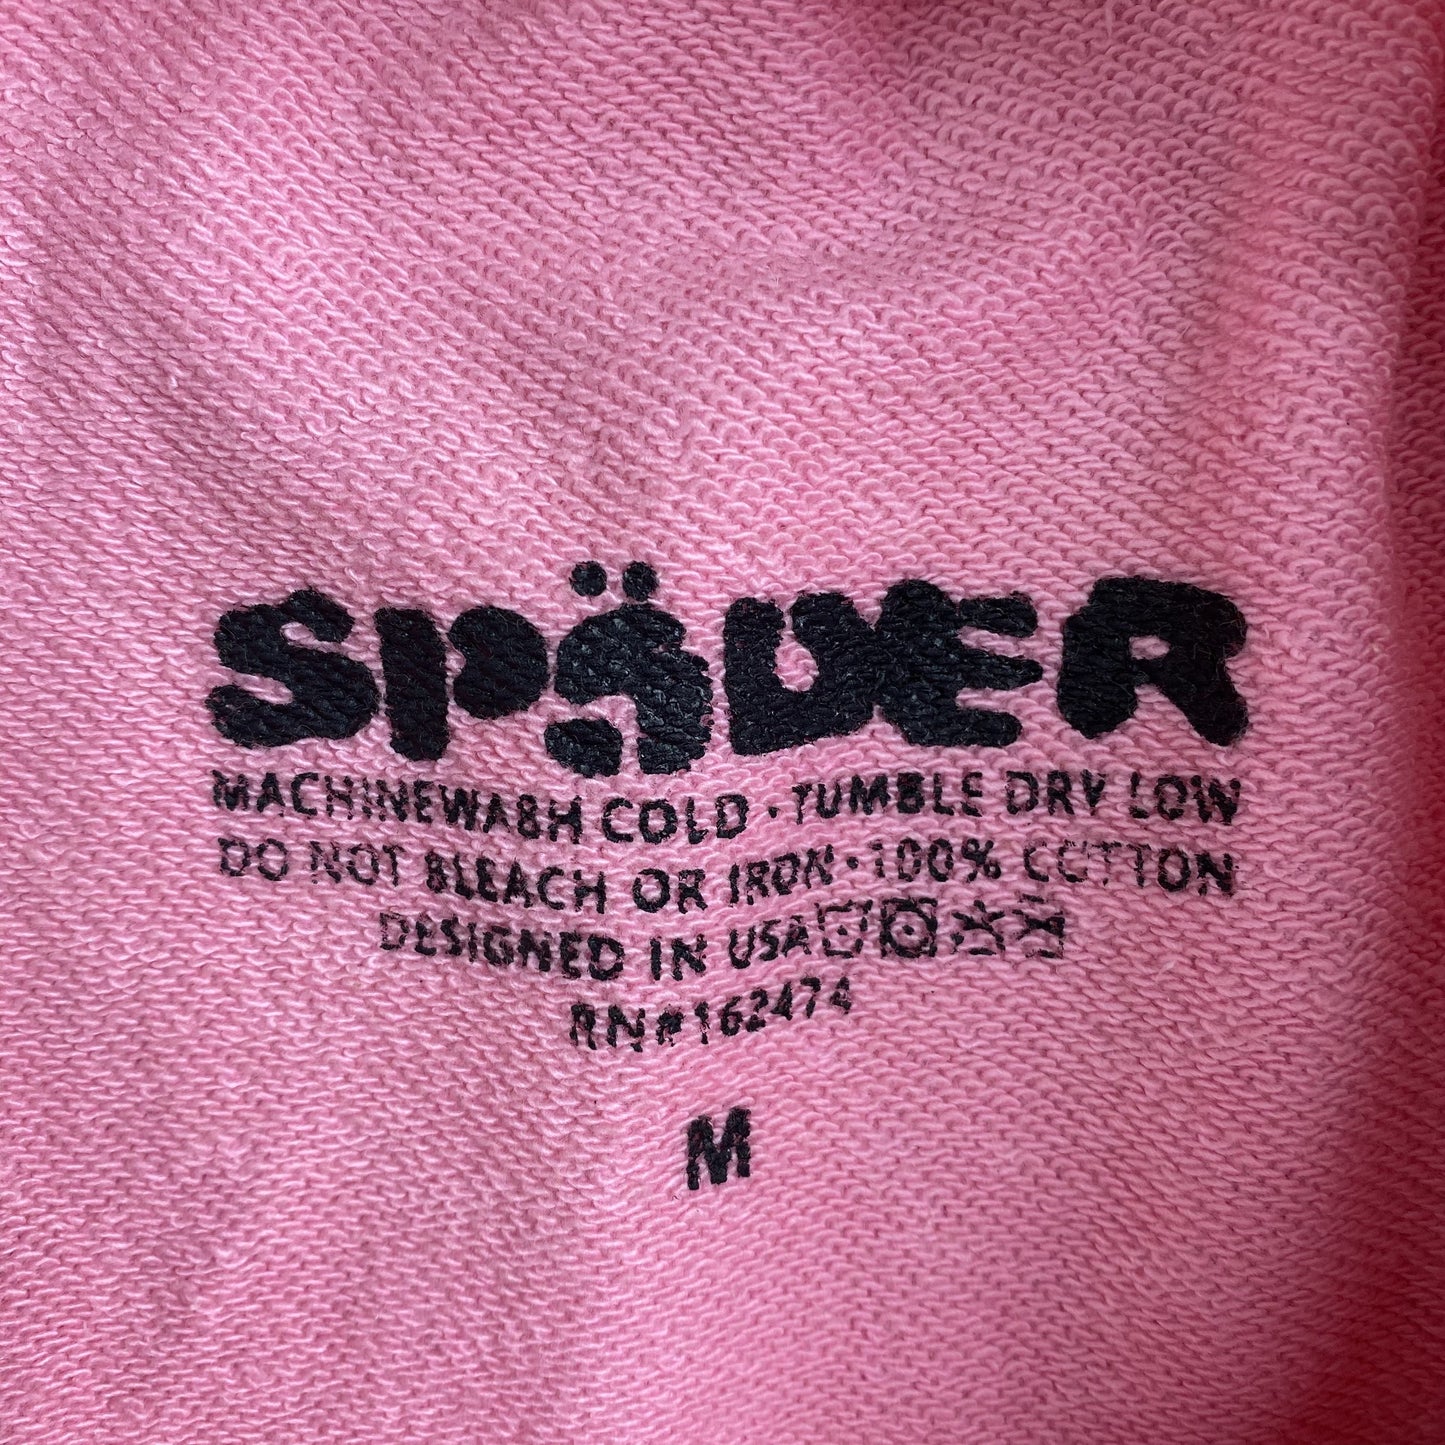 SP5DER
MACHINEWASH COLD • TUMBLE DRY LOW
DO NOT BLEACH OR IRON • 100% COTTON
DESIGNED IN USA
RN#162474
M